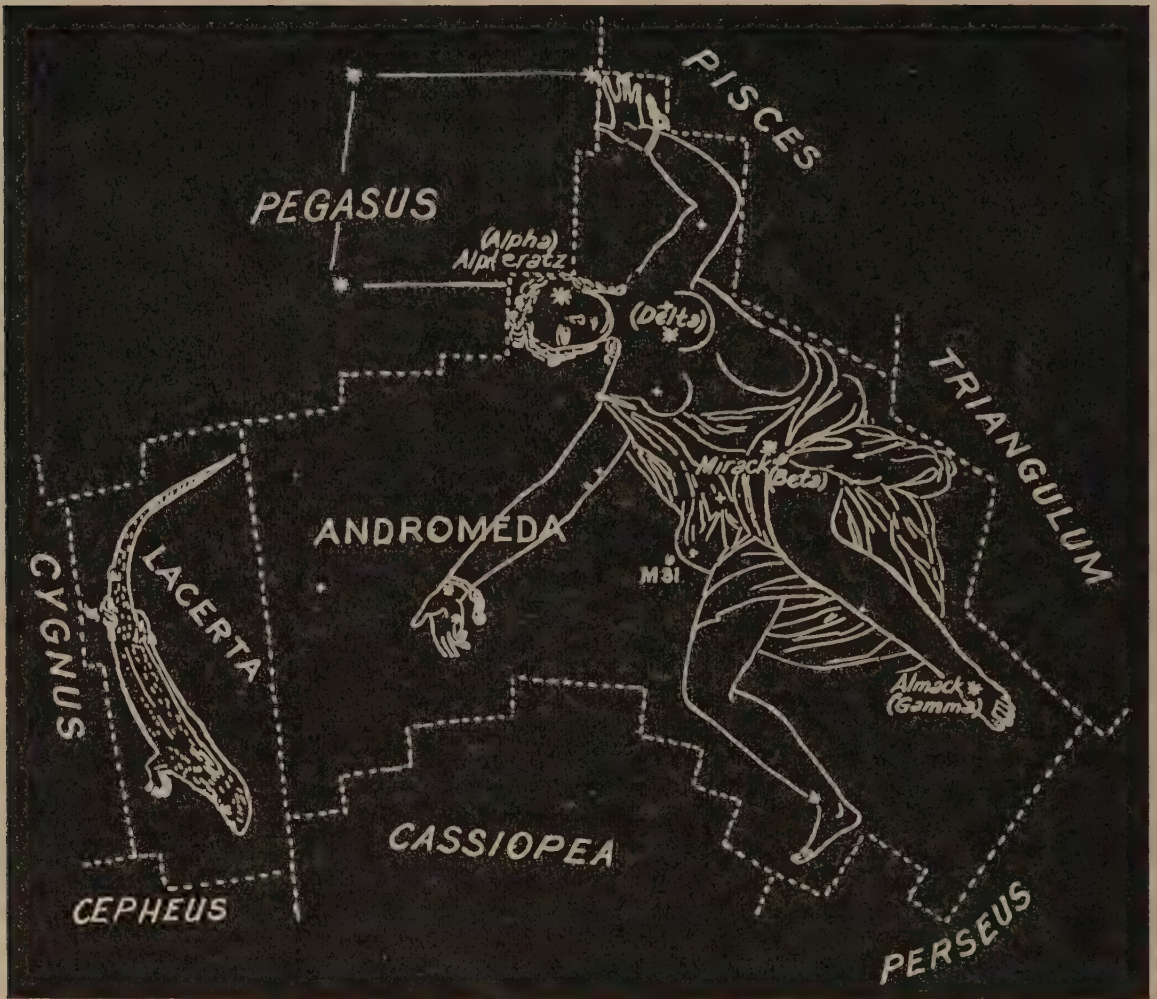 PISCES
PEGASUS
(Alpha)
Alpheratz
(Delta)
TRIANGULUM
Mirack
(Beta)
ANDROMEDA
LACERTA
CYGNUS
M31
Almack
(Gamma)
CASSIOPEA
CEPHEUS
PERSEUS